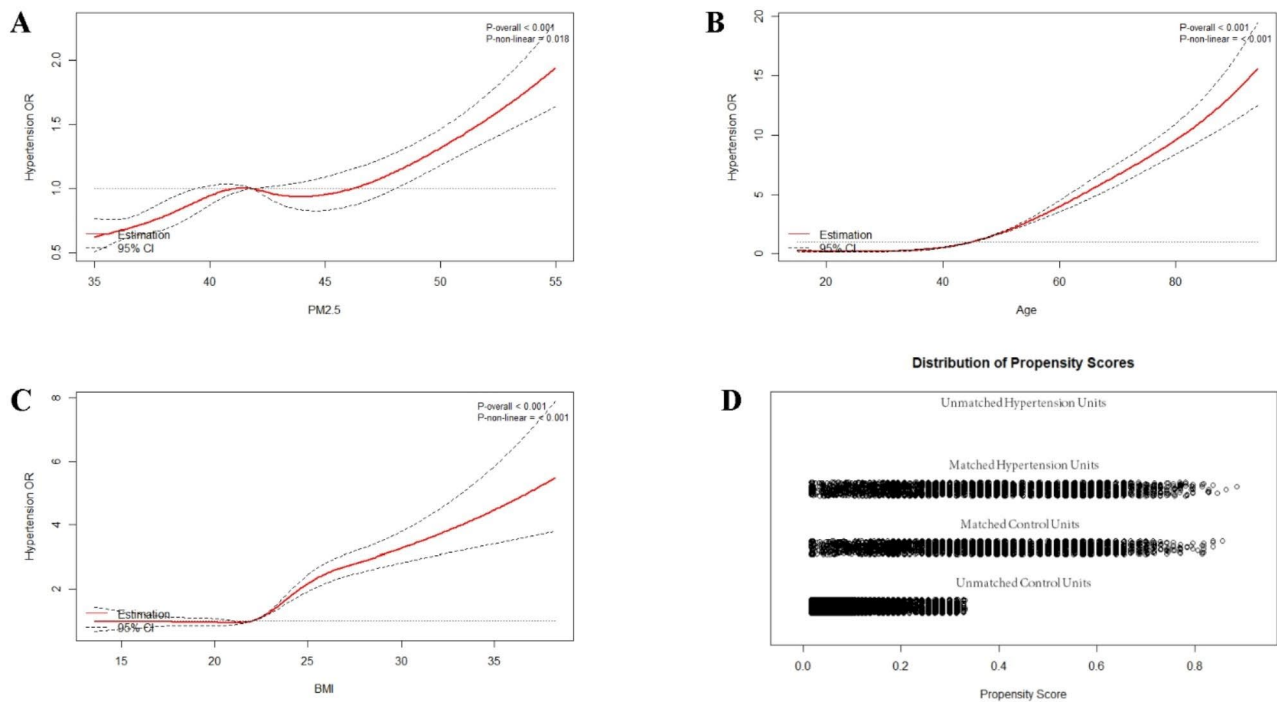 A
P-overall < 0.001
P-non-linear = 0.018
Hypertension OR
2.0
1.5
1.0
0.5
Estimation
95% CI
35
40
45
50
55
PM2.5
B
P-overall < 0.001
P-non-linear = < 0.001
Hypertension OR
20
15
10
5
0
Estimation
95% CI
20
40
60
80
Age
C
P-overall < 0.001
P-non-linear = < 0.001
Hypertension OR
8
6
4
2
Estimation
95% CI
15
20
25
30
35
BMI
Distribution of Propensity Scores
D
Unmatched Hypertension Units
Matched Hypertension Units
Matched Control Units
Unmatched Control Units
0.0
0.2
0.4
0.6
0.8
Propensity Score